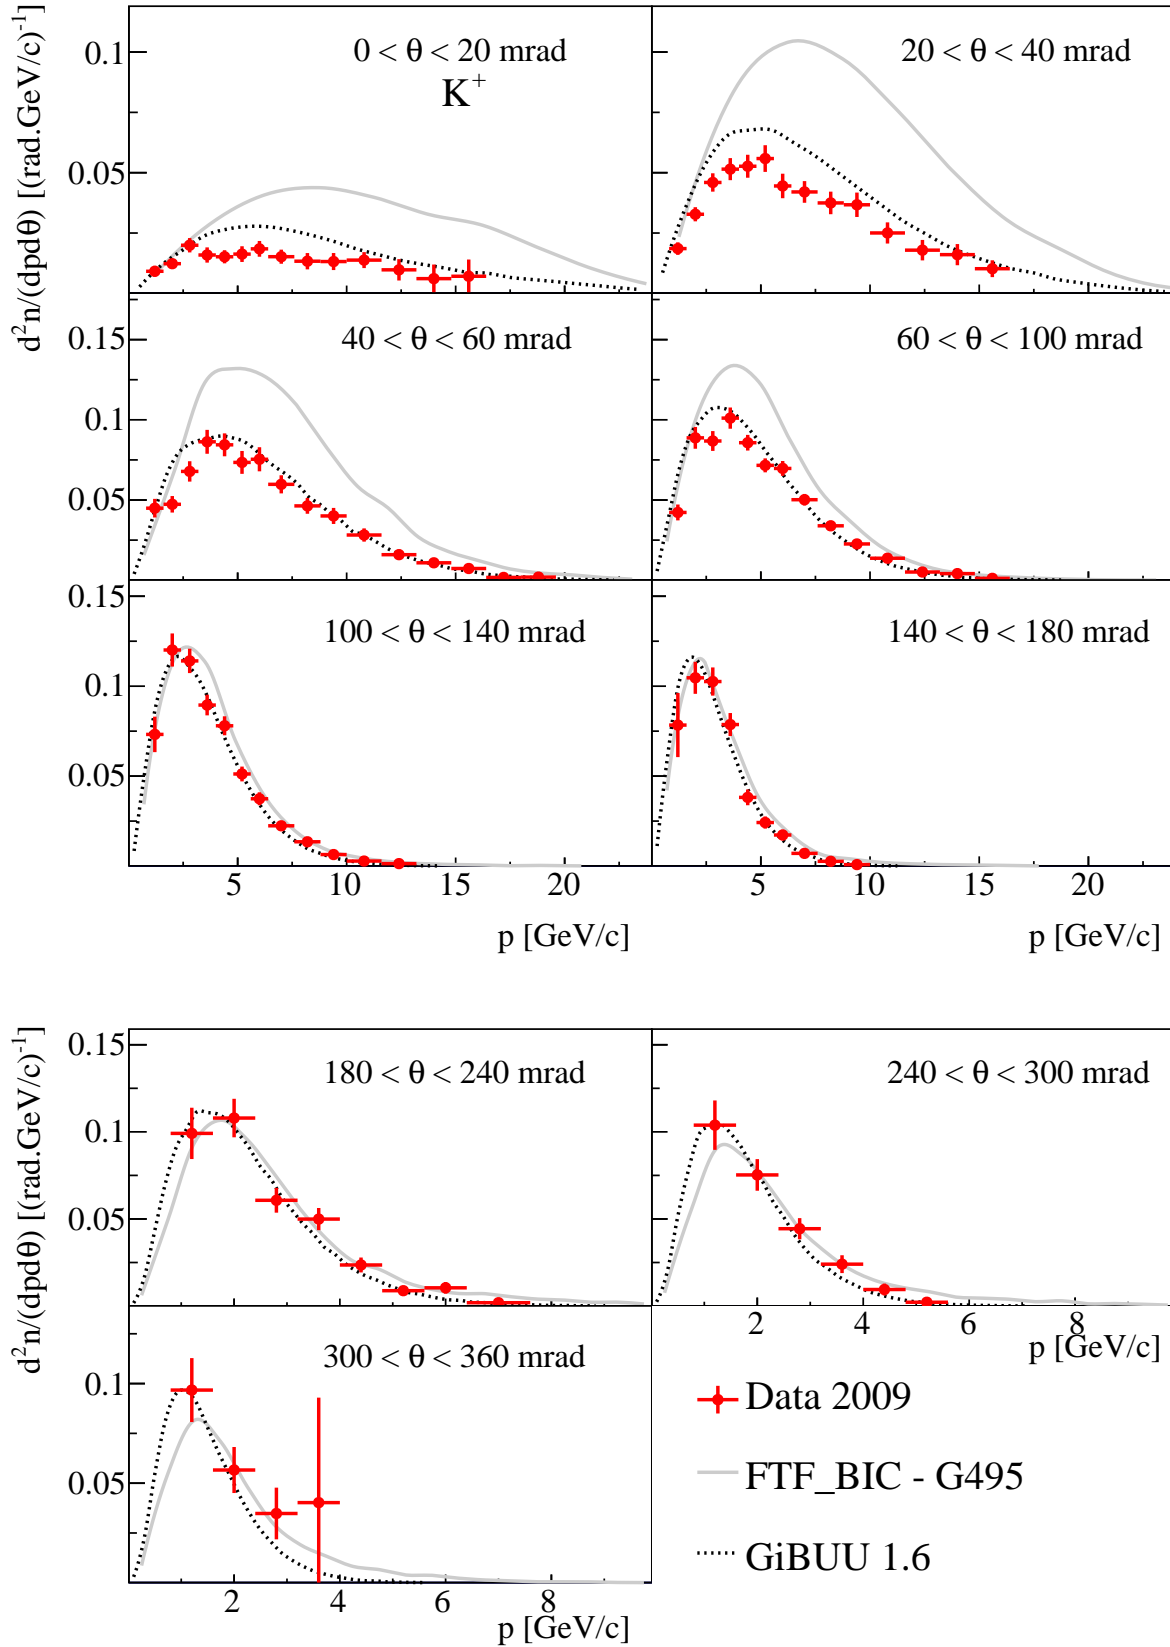 d²n/(dpdθ) [(rad.GeV/c)⁻¹]
0.1
0.05
0 < θ < 20 mrad
K⁺
20 < θ < 40 mrad
0.15
0.1
0.05
40 < θ < 60 mrad
60 < θ < 100 mrad
0.15
0.1
0.05
100 < θ < 140 mrad
140 < θ < 180 mrad
5 10 15 20
5 10 15 20
p [GeV/c]
p [GeV/c]
d²n/(dpdθ) [(rad.GeV/c)⁻¹]
0.15
0.1
0.05
180 < θ < 240 mrad
240 < θ < 300 mrad
2 4 6 8
p [GeV/c]
0.1
0.05
300 < θ < 360 mrad
2 4 6 8
p [GeV/c]
Data 2009
FTF_BIC - G495
GiBUU 1.6